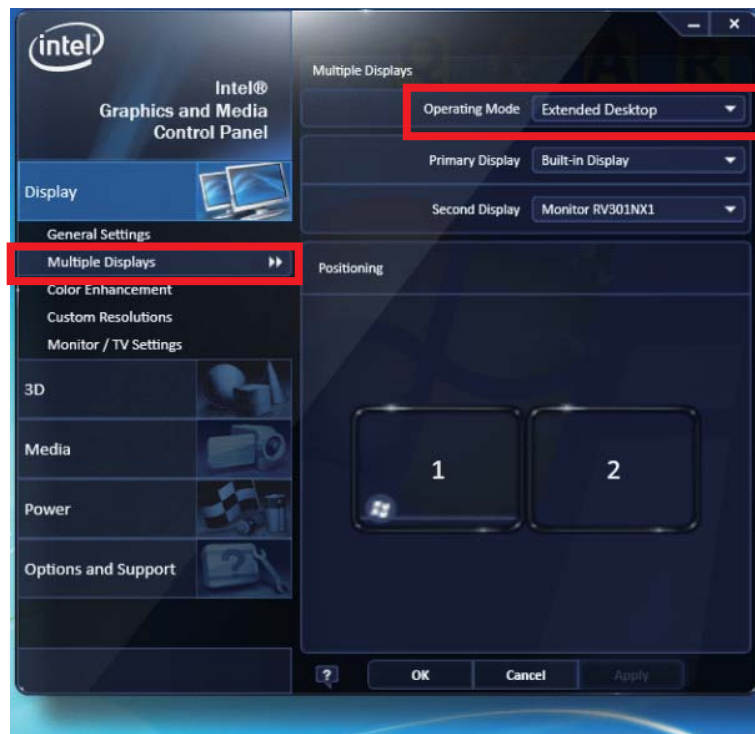 intel
Intel®
Graphics and Media
Control Panel
Display
General Settings
Multiple Displays
Color Enhancement
Custom Resolutions
Monitor / TV Settings
3D
Media
Power
Options and Support
Multiple Displays
Operating Mode Extended Desktop
Primary Display Built-in Display
Second Display Monitor RV301NX1
Positioning
1 2
? OK Cancel Apply